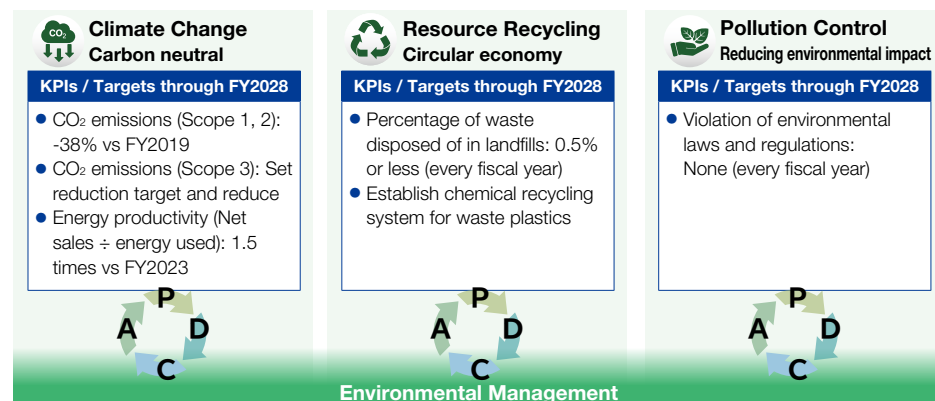 CO₂
Climate Change
Carbon neutral
KPIs / Targets through FY2028
● CO₂ emissions (Scope 1, 2):
-38% vs FY2019
● CO₂ emissions (Scope 3): Set
reduction target and reduce
● Energy productivity (Net
sales ÷ energy used): 1.5
times vs FY2023
P
A D
C
Resource Recycling
Circular economy
KPIs / Targets through FY2028
● Percentage of waste
disposed of in landfills: 0.5%
or less (every fiscal year)
● Establish chemical recycling
system for waste plastics
P
A D
C
Pollution Control
Reducing environmental impact
KPIs / Targets through FY2028
● Violation of environmental
laws and regulations:
None (every fiscal year)
P
A D
C
Environmental Management